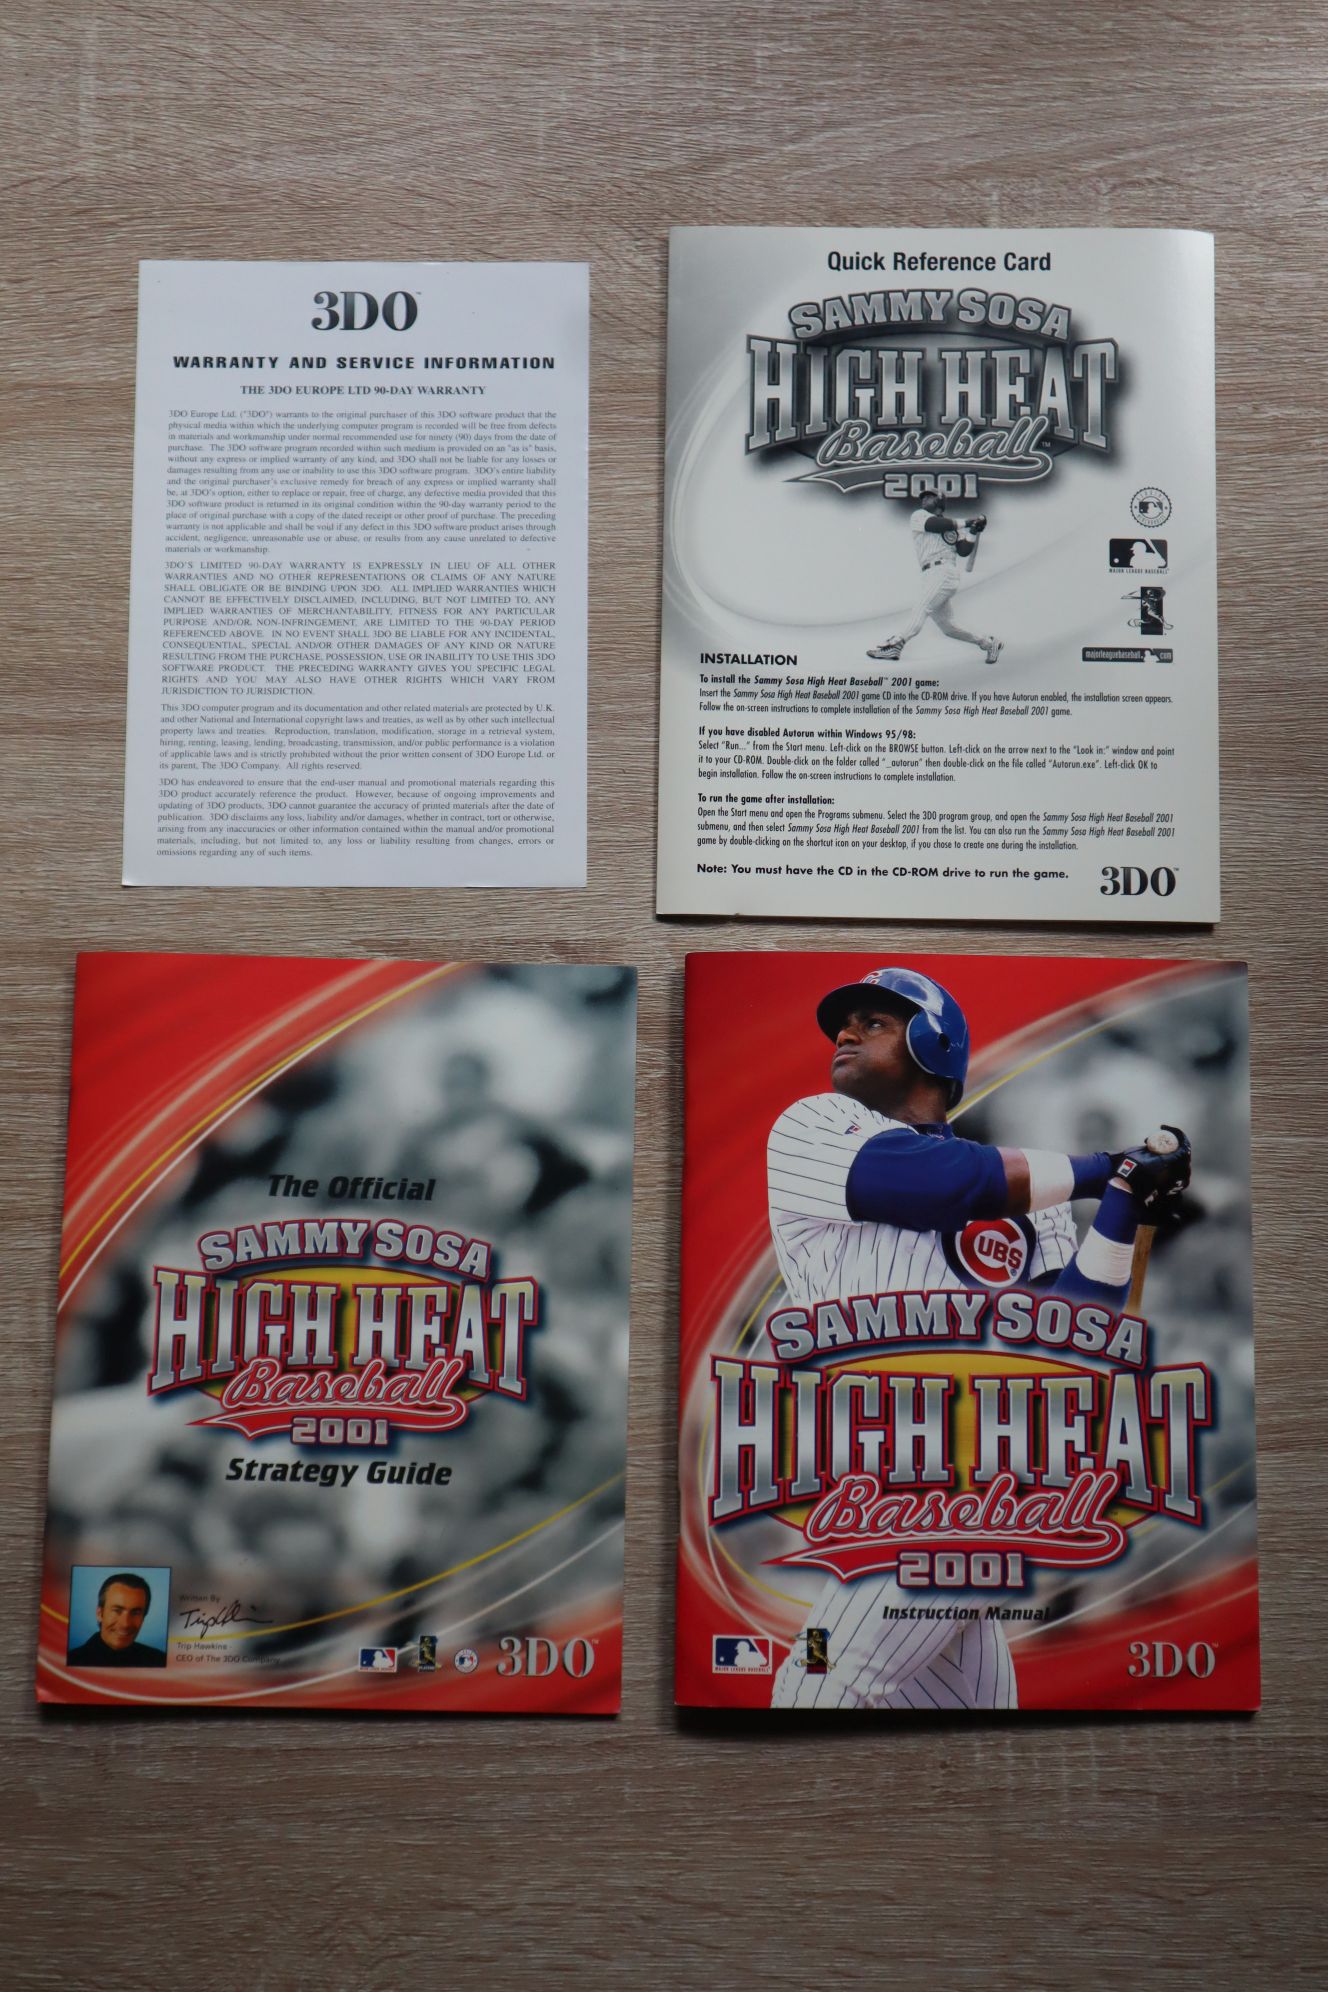 3DO™
WARRANTY AND SERVICE INFORMATION
THE 3DO EUROPE LTD 90-DAY WARRANTY
3DO Europe Ltd. ("3DO") warrants to the original purchaser of this 3DO software product that the
physical media within which the underlying computer program is recorded will be free from defects
in materials and workmanship under normal recommended use for ninety (90) days from the date of
purchase. The 3DO software program recorded within such medium is provided on an "as is" basis,
without any express or implied warranty of any kind, and 3DO shall not be liable for any losses or
damages resulting from any use or inability to use this 3DO software program. 3DO's entire liability
and the original purchaser's exclusive remedy for breach of any express or implied warranty shall
be, at 3DO's option, either to replace or repair, free of charge, any defective media provided that this
3DO software product is returned in its original condition within the 90-day warranty period to the
place of original purchase with a copy of the dated receipt or other proof of purchase. The preceding
warranty is not applicable and shall be void if any defect in this 3DO software product arises through
accident, negligence, unreasonable use or abuse, or results from any cause unrelated to defective
materials or workmanship.
3DO'S LIMITED 90-DAY WARRANTY IS EXPRESSLY IN LIEU OF ALL OTHER
WARRANTIES AND NO OTHER REPRESENTATIONS OR CLAIMS OF ANY NATURE
SHALL OBLIGATE OR BE BINDING UPON 3DO. ALL IMPLIED WARRANTIES WHICH
CANNOT BE EFFECTIVELY DISCLAIMED, INCLUDING, BUT NOT LIMITED TO, ANY
IMPLIED WARRANTIES OF MERCHANTABILITY, FITNESS FOR ANY PARTICULAR
PURPOSE AND/OR NON-INFRINGEMENT, ARE LIMITED TO THE 90-DAY PERIOD
REFERENCED ABOVE. IN NO EVENT SHALL 3DO BE LIABLE FOR ANY INCIDENTAL,
CONSEQUENTIAL, SPECIAL AND/OR OTHER DAMAGES OF ANY KIND OR NATURE
RESULTING FROM THE PURCHASE, POSSESSION, USE OR INABILITY TO USE THIS 3DO
SOFTWARE PRODUCT. THE PRECEDING WARRANTY GIVES YOU SPECIFIC LEGAL
RIGHTS AND YOU MAY ALSO HAVE OTHER RIGHTS WHICH VARY FROM
JURISDICTION TO JURISDICTION.
This 3DO computer program and its documentation and other related materials are protected by U.K.
and other National and International copyright laws and treaties, as well as by other such intellectual
property laws and treaties. Reproduction, translation, modification, storage in a retrieval system,
hiring, renting, leasing, lending, broadcasting, transmission, and/or public performance is a violation
of applicable laws and is strictly prohibited without the prior written consent of 3DO Europe Ltd. or
its parent, The 3DO Company. All rights reserved.
3DO has endeavored to ensure that the end-user manual and promotional materials regarding this
3DO product accurately reference the product. However, because of ongoing improvements and
updating of 3DO products, 3DO cannot guarantee the accuracy of printed materials after the date of
publication. 3DO disclaims any loss, liability and/or damages, whether in contract, tort or otherwise,
arising from any inaccuracies or other information contained within the manual and/or promotional
materials, including, but not limited to, any loss or liability resulting from changes, errors or
omissions regarding any of such items.
Quick Reference Card
SAMMY SOSA
HIGH HEAT
Baseball™
2001
MAJOR LEAGUE BASEBALL
majorleaguebaseball.com
INSTALLATION
To install the Sammy Sosa High Heat Baseball™ 2001 game:
Insert the Sammy Sosa High Heat Baseball 2001 game CD into the CD-ROM drive. If you have Autorun enabled, the installation screen appears.
Follow the on-screen instructions to complete installation of the Sammy Sosa High Heat Baseball 2001 game.
If you have disabled Autorun within Windows 95/98:
Select "Run..." from the Start menu. Left-click on the BROWSE button. Left-click on the arrow next to the "Look in:" window and point
it to your CD-ROM. Double-click on the folder called "_autorun" then double-click on the file called "Autorun.exe". Left-click OK to
begin installation. Follow the on-screen instructions to complete installation.
To run the game after installation:
Open the Start menu and open the Programs submenu. Select the 3DO program group, and open the Sammy Sosa High Heat Baseball 2001
submenu, and then select Sammy Sosa High Heat Baseball 2001 from the list. You can also run the Sammy Sosa High Heat Baseball 2001
game by double-clicking on the shortcut icon on your desktop, if you chose to create one during the installation.
Note: You must have the CD in the CD-ROM drive to run the game.
3DO™
The Official
SAMMY SOSA
HIGH HEAT
Baseball
2001
Strategy Guide
Written By
Trip Hawkins
CEO of The 3DO Company
3DO™
CUBS
SAMMY SOSA
HIGH HEAT
Baseball™
2001
Instruction Manual
MAJOR LEAGUE BASEBALL
3DO™